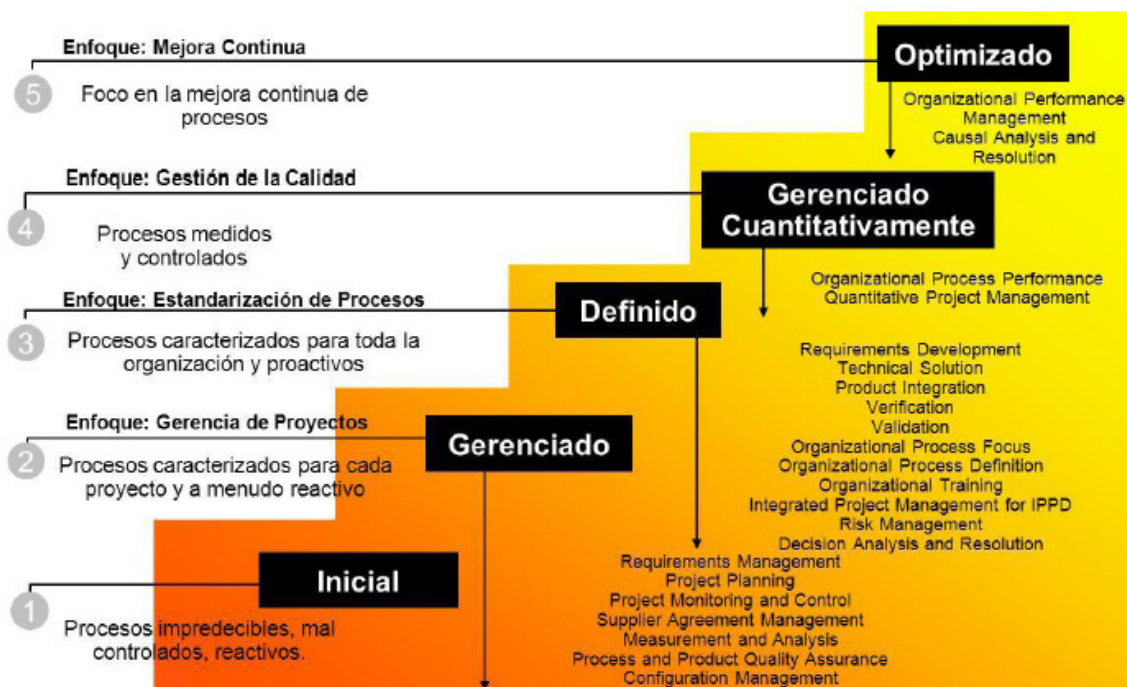 Enfoque: Mejora Continua
Optimizado
5
Foco en la mejora continua de
procesos
Organizational Performance
Management
Causal Analysis and
Resolution
Enfoque: Gestión de la Calidad
Gerenciado
Cuantitativamente
4
Procesos medidos
y controlados
Organizational Process Performance
Quantitative Project Management
Enfoque: Estandarización de Procesos
Definido
3
Procesos caracterizados para toda la
organización y proactivos
Requirements Development
Technical Solution
Product Integration
Verification
Validation
Organizational Process Focus
Organizational Process Definition
Organizational Training
Integrated Project Management for IPPD
Risk Management
Decision Analysis and Resolution
Enfoque: Gerencia de Proyectos
Gerenciado
2
Procesos caracterizados para cada
proyecto y a menudo reactivo
Requirements Management
Project Planning
Project Monitoring and Control
Supplier Agreement Management
Measurement and Analysis
Process and Product Quality Assurance
Configuration Management
Inicial
1
Procesos impredecibles, mal
controlados, reactivos.